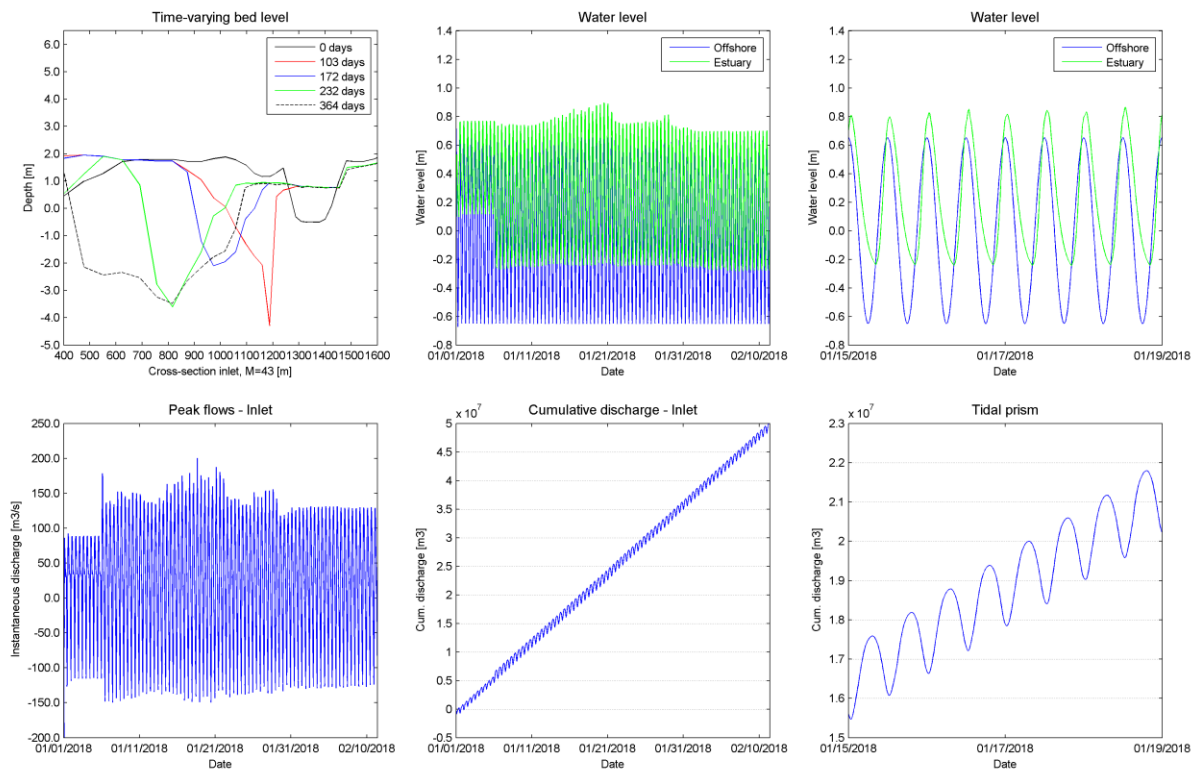 Time-varying bed level
6.0
5.0
4.0
3.0
2.0
1.0
0.0
-1.0
-2.0
-3.0
-4.0
-5.0
Depth [m]
0 days
103 days
172 days
232 days
364 days
400 500 600 700 800 900 1000 1100 1200 1300 1400 1500 1600
Cross-section inlet, M=43 [m]
Water level
1.4
1.2
1.0
0.8
0.6
0.4
0.2
0.0
-0.2
-0.4
-0.6
-0.8
Water level [m]
Offshore
Estuary
01/01/2018 01/11/2018 01/21/2018 01/31/2018 02/10/2018
Date
Water level
1.4
1.2
1.0
0.8
0.6
0.4
0.2
0.0
-0.2
-0.4
-0.6
-0.8
Water level [m]
Offshore
Estuary
01/15/2018 01/17/2018 01/19/2018
Date
Peak flows - Inlet
250.0
200.0
150.0
100.0
50.0
0.0
-50.0
-100.0
-150.0
-200.0
Instantaneous discharge [m3/s]
01/01/2018 01/11/2018 01/21/2018 01/31/2018 02/10/2018
Date
Cumulative discharge - Inlet
x 10⁷
5
4.5
4
3.5
3
2.5
2
1.5
1
0.5
0
-0.5
Cum. discharge [m3]
01/01/2018 01/11/2018 01/21/2018 01/31/2018 02/10/2018
Date
Tidal prism
x 10⁷
2.3
2.2
2.1
2
1.9
1.8
1.7
1.6
1.5
Cum. discharge [m3]
01/15/2018 01/17/2018 01/19/2018
Date